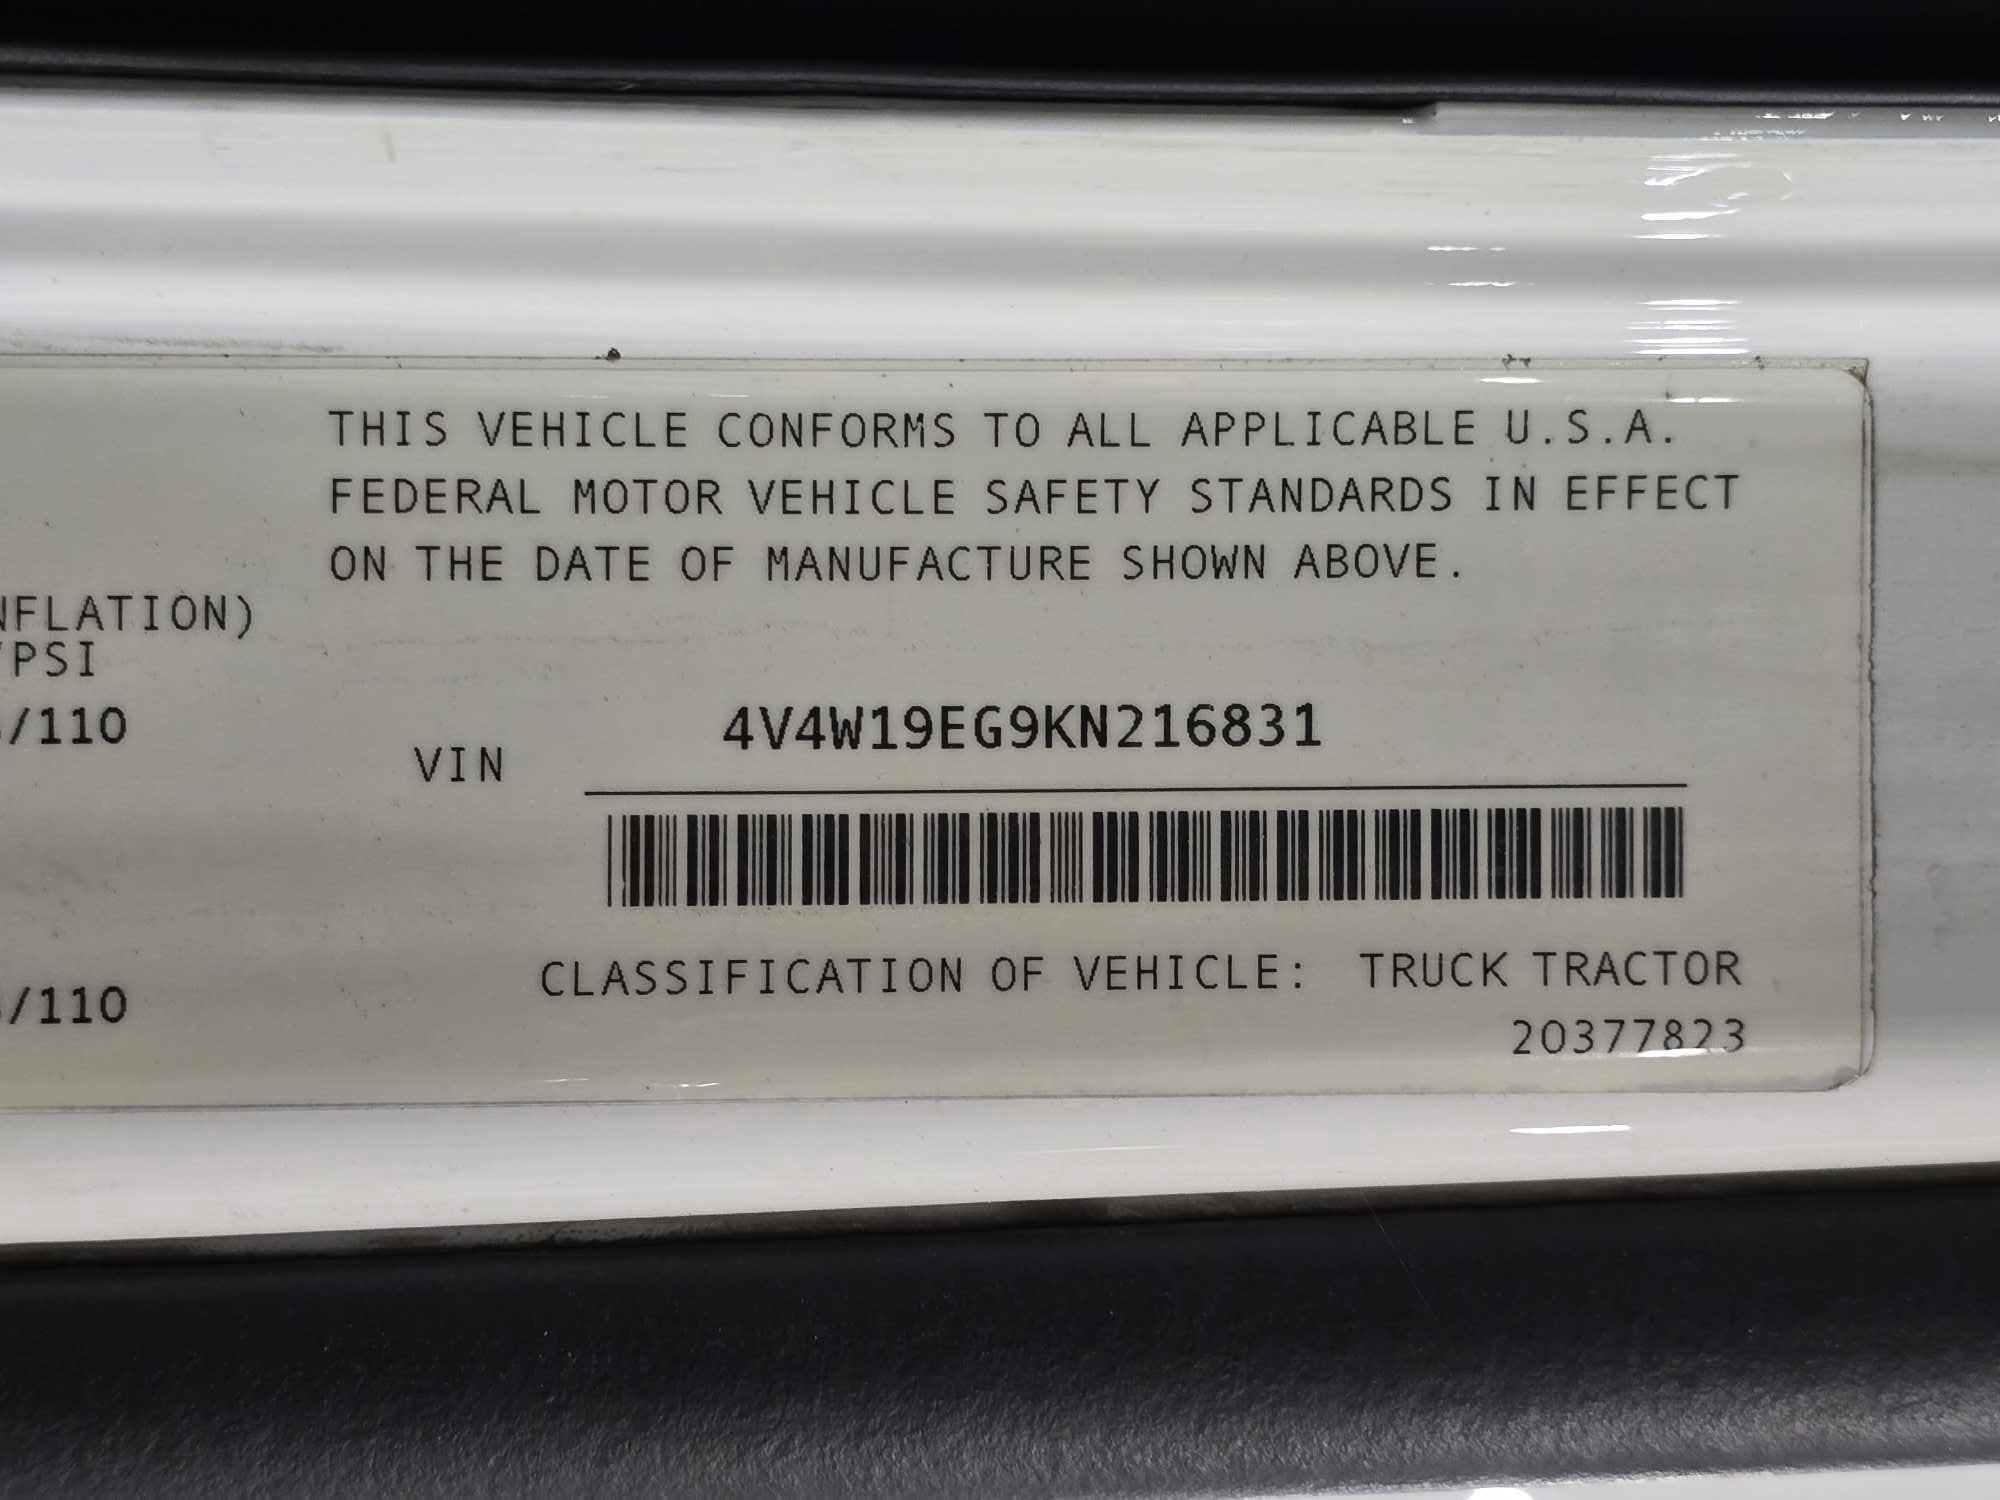 THIS VEHICLE CONFORMS TO ALL APPLICABLE U.S.A.
FEDERAL MOTOR VEHICLE SAFETY STANDARDS IN EFFECT
ON THE DATE OF MANUFACTURE SHOWN ABOVE.
NFLATION)
/PSI
/110
VIN 4V4W19EG9KN216831
CLASSIFICATION OF VEHICLE: TRUCK TRACTOR
/110
20377823